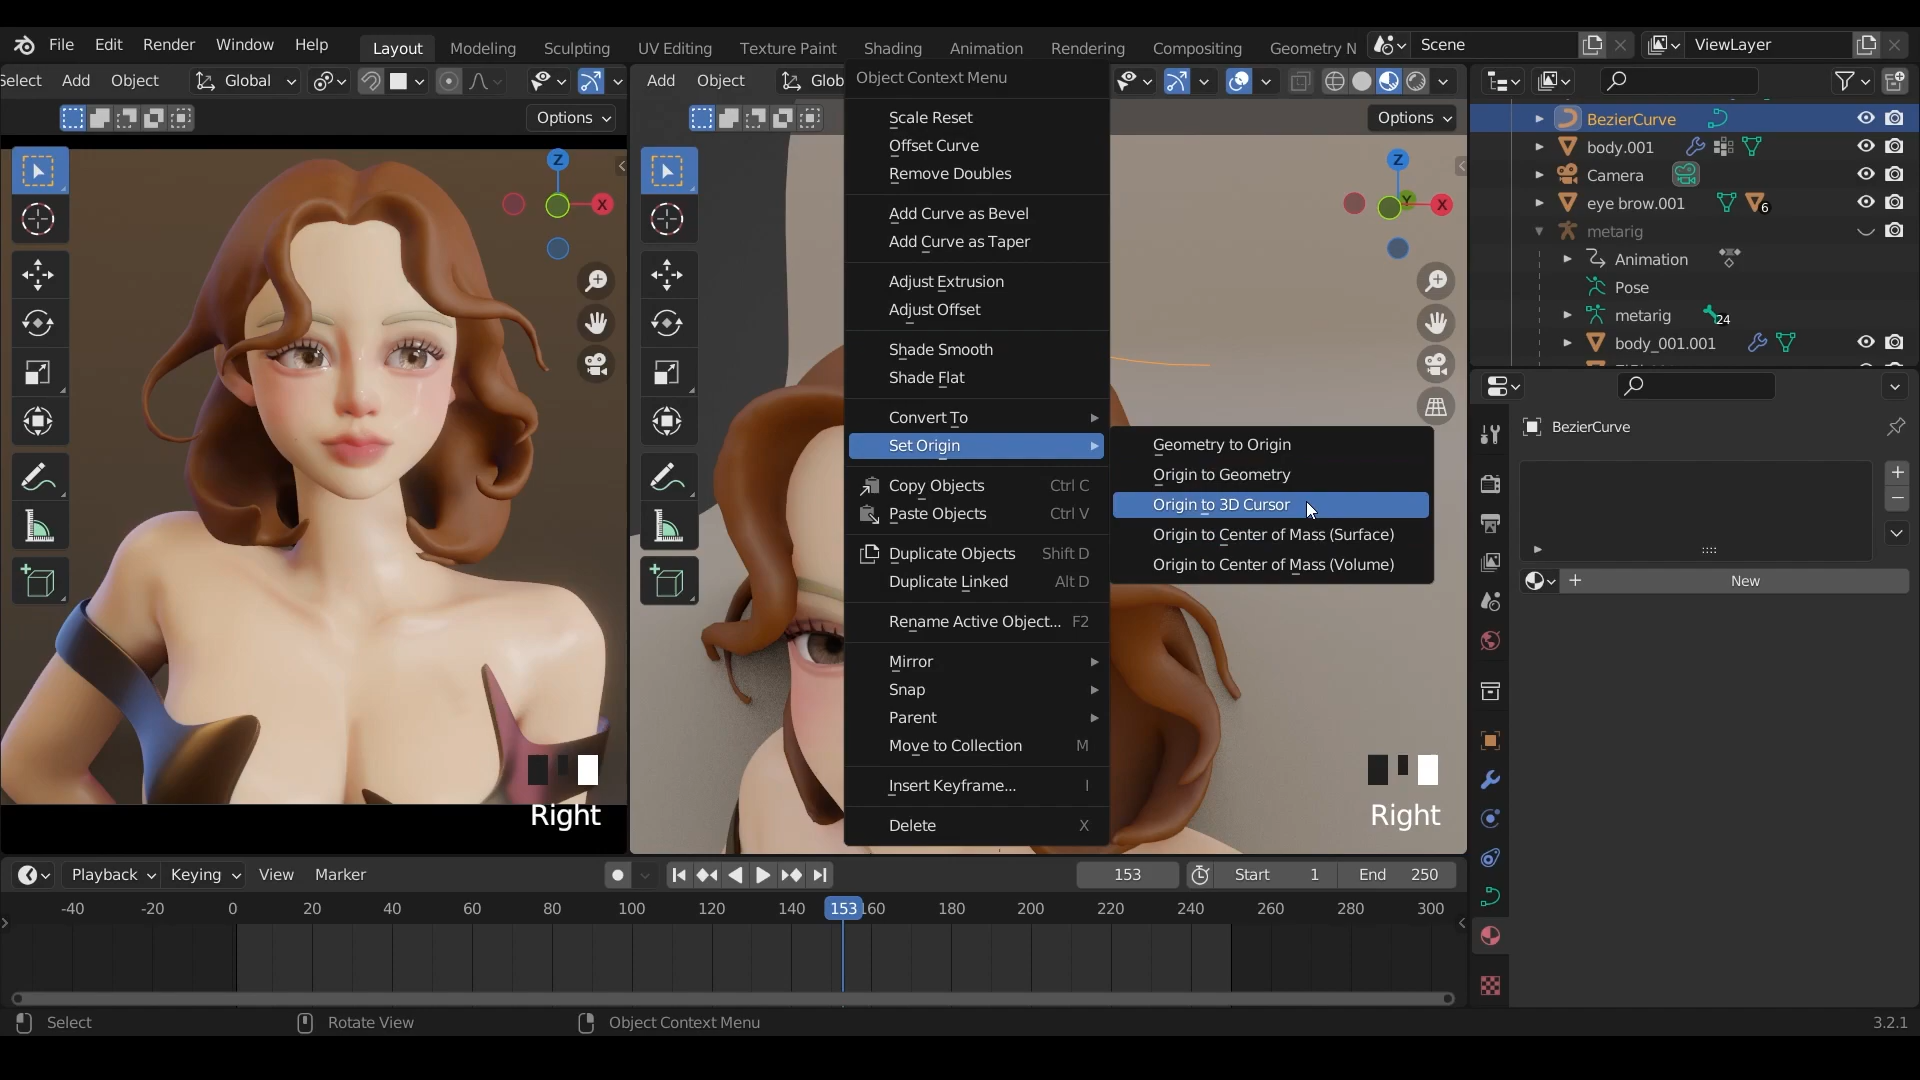 File Edit Render Window Help Layout Modeling Sculpting UV Editing Texture Paint Shading Animation Rendering Compositing Geometry N Scene ViewLayer
elect Add Object Global Add Object Glob
Options Options
Z X Z Y X
Object Context Menu
Scale Reset
Offset Curve
Remove Doubles
Add Curve as Bevel
Add Curve as Taper
Adjust Extrusion
Adjust Offset
Shade Smooth
Shade Flat
Convert To
Set Origin
Copy Objects Ctrl C
Paste Objects Ctrl V
Duplicate Objects Shift D
Duplicate Linked Alt D
Rename Active Object... F2
Mirror
Snap
Parent
Move to Collection M
Insert Keyframe... I
Delete X
Geometry to Origin
Origin to Geometry
Origin to 3D Cursor
Origin to Center of Mass (Surface)
Origin to Center of Mass (Volume)
BezierCurve
body.001
Camera
eye brow.001 6
metarig
Animation
Pose
metarig 24
body_001.001
BezierCurve
New
Right Right
Playback Keying View Marker 153 Start 1 End 250
-40 -20 0 20 40 60 80 100 120 140 153 160 180 200 220 240 260 280 300
Select Rotate View Object Context Menu 3.2.1